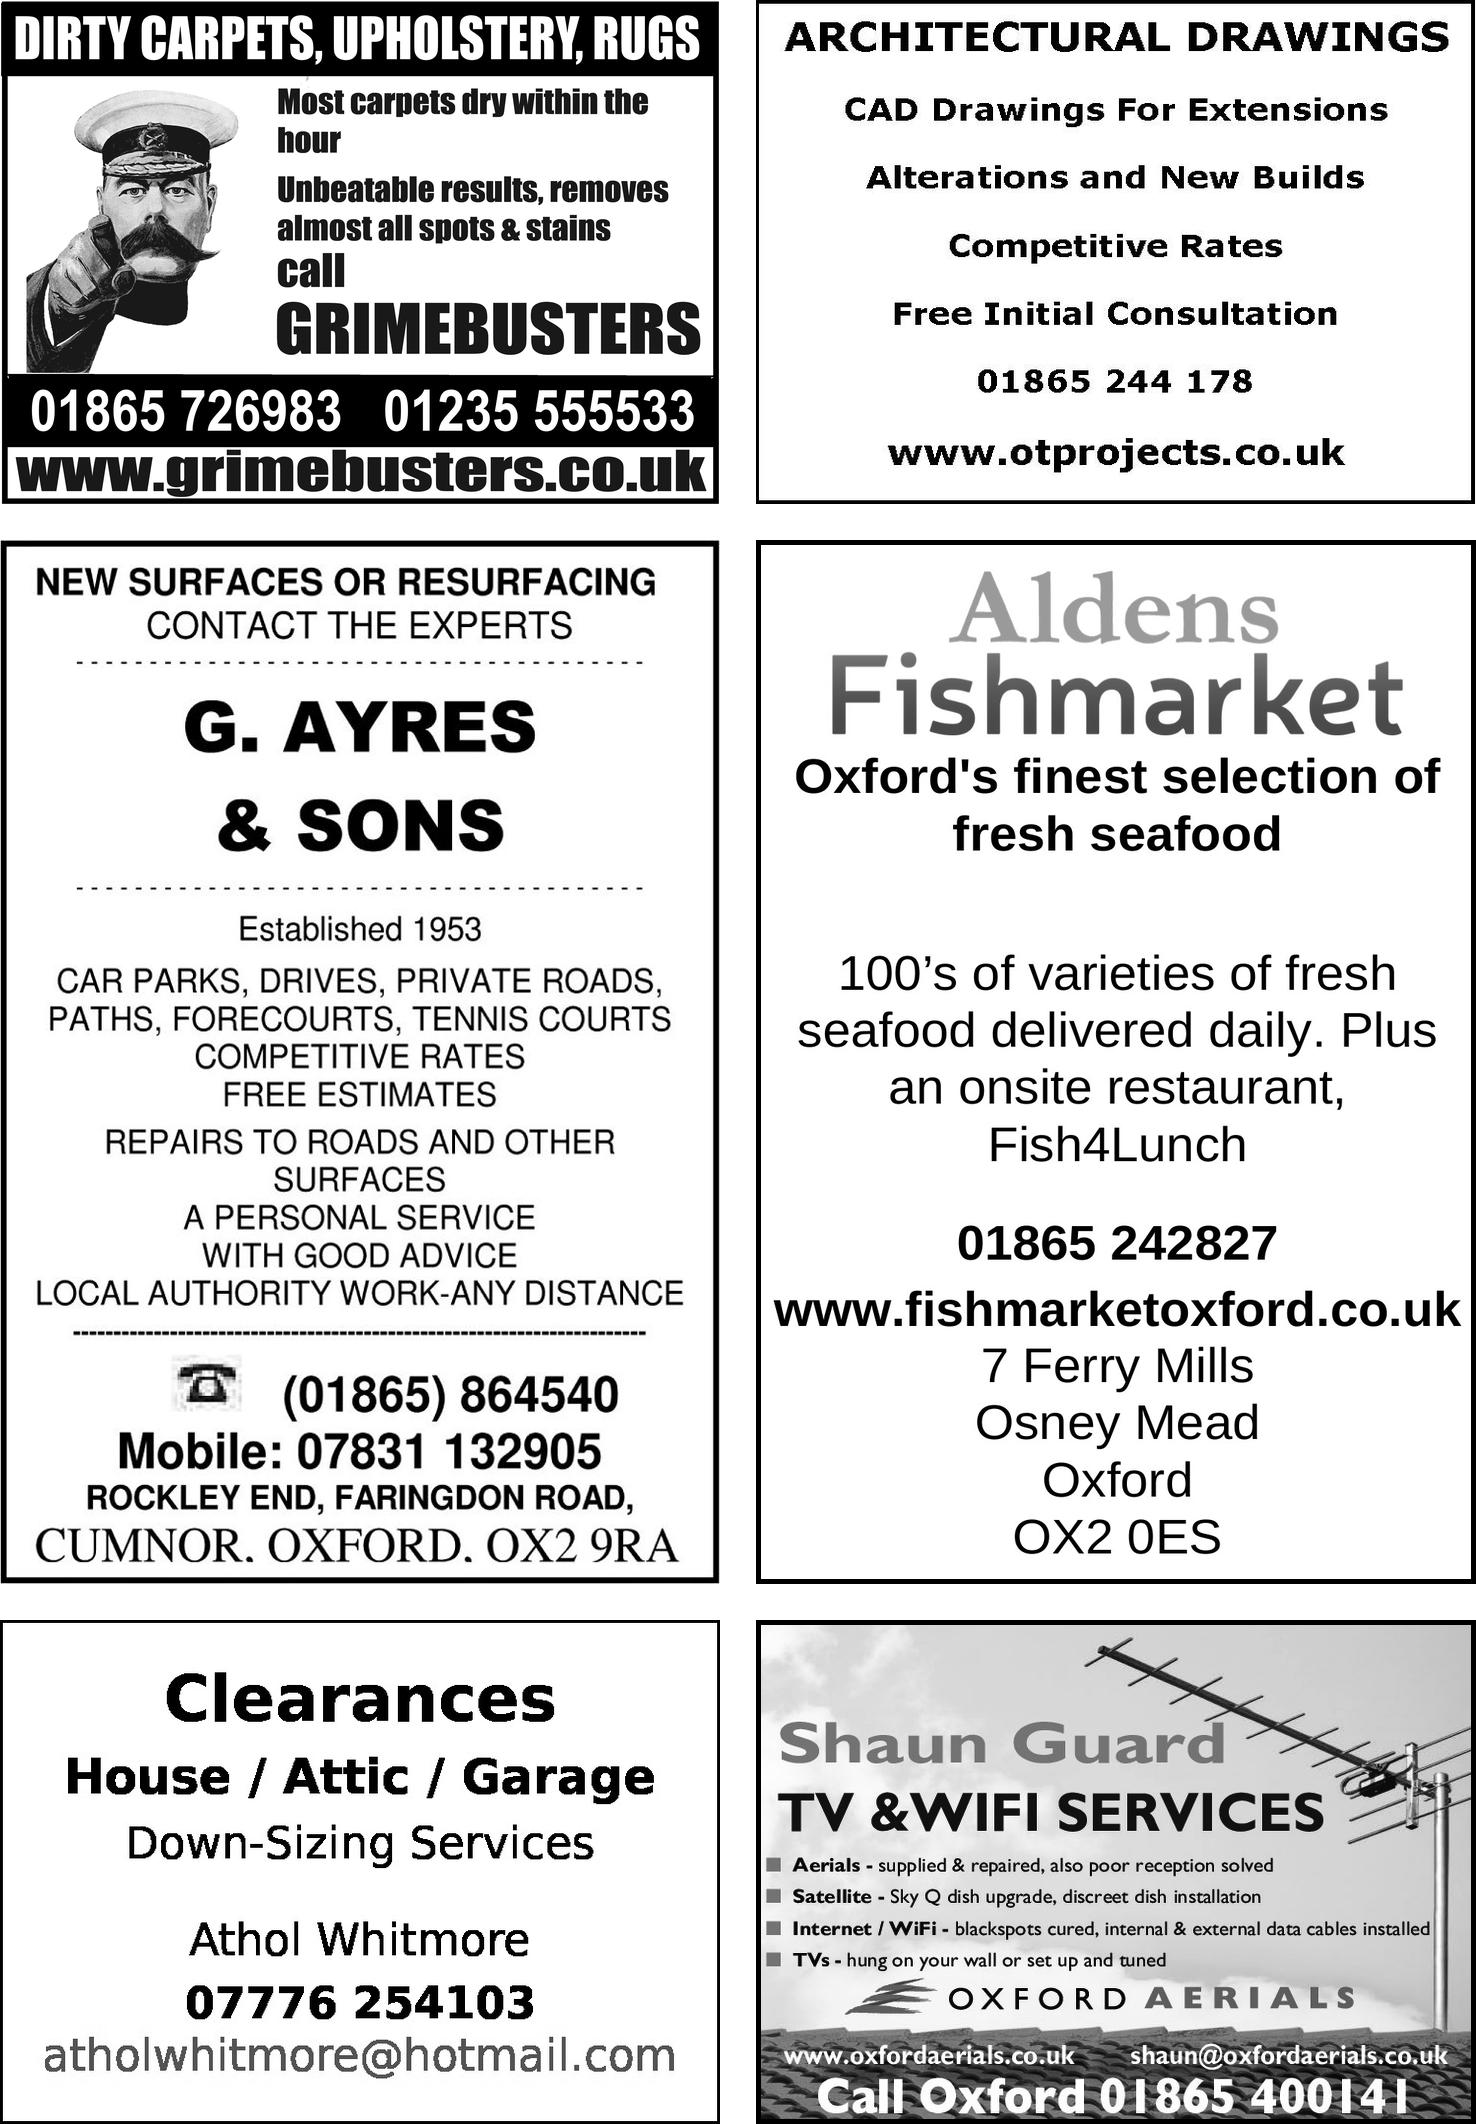 DIRTY CARPETS, UPHOLSTERY, RUGS
Most carpets dry within the
hour
Unbeatable results, removes
almost all spots & stains
call
GRIMEBUSTERS
01865 726983 01235 555533
www.grimebusters.co.uk
ARCHITECTURAL DRAWINGS
CAD Drawings For Extensions
Alterations and New Builds
Competitive Rates
Free Initial Consultation
01865 244 178
www.otprojects.co.uk
NEW SURFACES OR RESURFACING
CONTACT THE EXPERTS
G. AYRES
& SONS
Established 1953
CAR PARKS, DRIVES, PRIVATE ROADS,
PATHS, FORECOURTS, TENNIS COURTS
COMPETITIVE RATES
FREE ESTIMATES
REPAIRS TO ROADS AND OTHER
SURFACES
A PERSONAL SERVICE
WITH GOOD ADVICE
LOCAL AUTHORITY WORK-ANY DISTANCE
(01865) 864540
Mobile: 07831 132905
ROCKLEY END, FARINGDON ROAD,
CUMNOR. OXFORD. OX2 9RA
Aldens
Fishmarket
Oxford's finest selection of
fresh seafood
100’s of varieties of fresh
seafood delivered daily. Plus
an onsite restaurant,
Fish4Lunch
01865 242827
www.fishmarketoxford.co.uk
7 Ferry Mills
Osney Mead
Oxford
OX2 0ES
Clearances
House / Attic / Garage
Down-Sizing Services
Athol Whitmore
07776 254103
atholwhitmore@hotmail.com
Shaun Guard
TV &WIFI SERVICES
Aerials - supplied & repaired, also poor reception solved
Satellite - Sky Q dish upgrade, discreet dish installation
Internet / WiFi - blackspots cured, internal & external data cables installed
TVs - hung on your wall or set up and tuned
OXFORD AERIALS
www.oxfordaerials.co.uk shaun@oxfordaerials.co.uk
Call Oxford 01865 400141